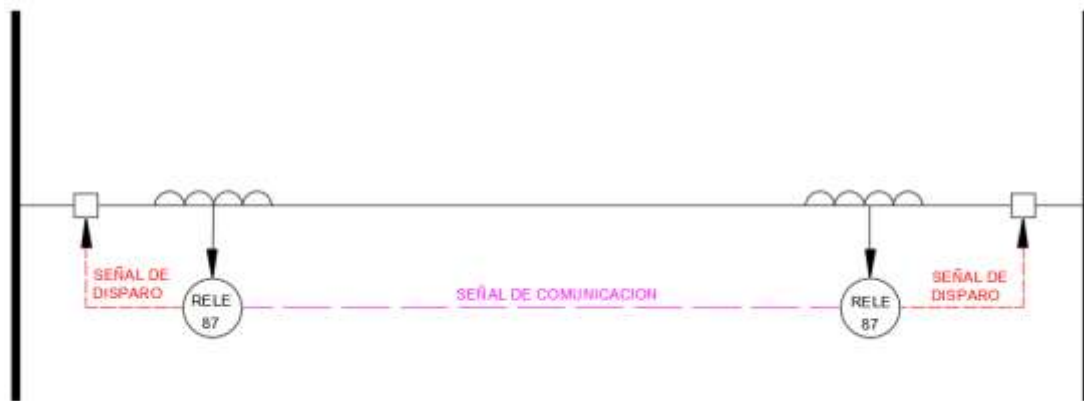 SEÑAL DE
DISPARO
RELE
87
SEÑAL DE COMUNICACION
RELE
87
SEÑAL DE
DISPARO